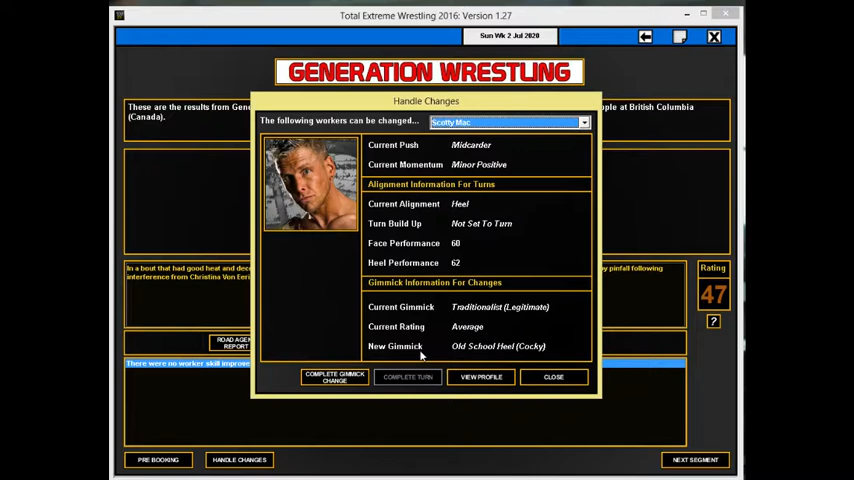 Total Extreme Wrestling 2016: Version 1.27
Sun Wk 2 Jul 2020
GENERATION WRESTLING
Handle Changes
These are the results from Gene
ople at British Columbia
(Canada).
The following workers can be changed...
Scotty Mac
Current Push Midcarder
Current Momentum Minor Positive
Alignment Information For Turns
Current Alignment Heel
Turn Build Up Not Set To Turn
Face Performance 60
Heel Performance 62
Gimmick Information For Changes
Current Gimmick Traditionalist (Legitimate)
Current Rating Average
New Gimmick Old School Heel (Cocky)
COMPLETE GIMMICK
CHANGE
COMPLETE TURN
VIEW PROFILE
CLOSE
In a bout that had good heat and dece
by pinfall following
interference from Christina Von Eeri
Rating
47
?
ROAD AGEN
REPORT
There were no worker skill improve
PRE BOOKING
HANDLE CHANGES
NEXT SEGMENT